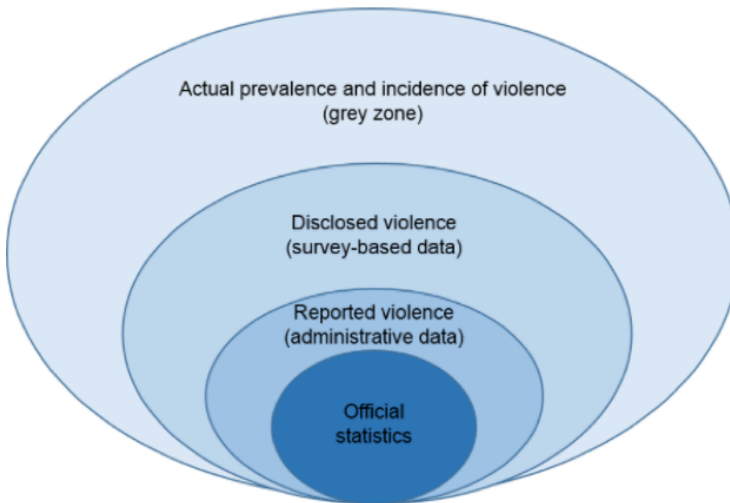 Actual prevalence and incidence of violence
(grey zone)
Disclosed violence
(survey-based data)
Reported violence
(administrative data)
Official
statistics